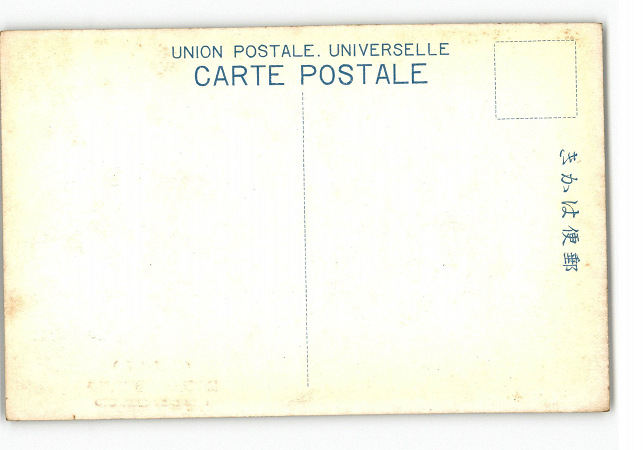 UNION POSTALE. UNIVERSELLE
CARTE POSTALE
きかは便郵